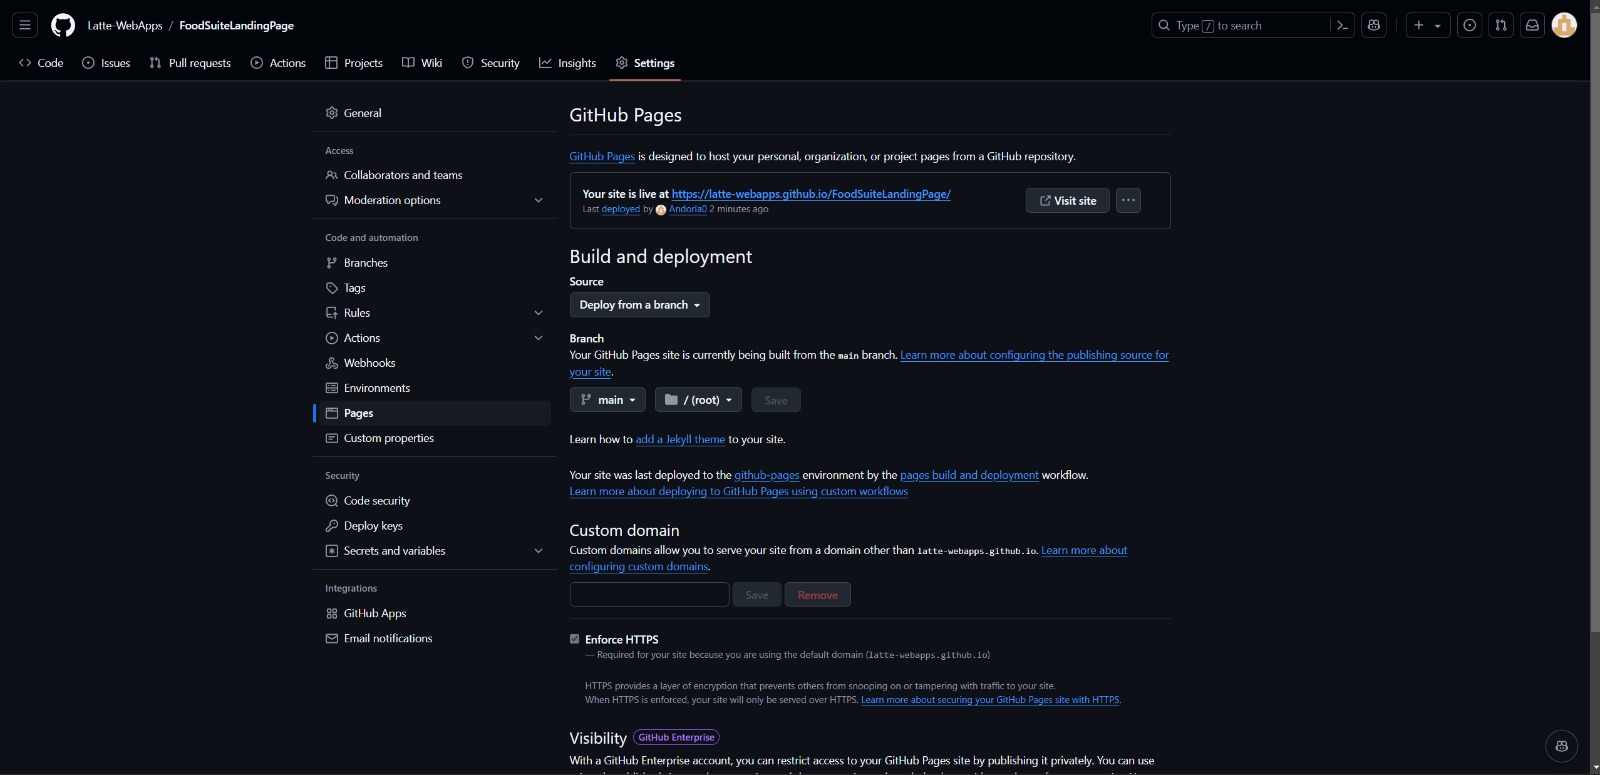 Latte-WebApps / FoodSuiteLandingPage
Type / to search
Code Issues Pull requests Actions Projects Wiki Security Insights Settings
General
Access
Collaborators and teams
Moderation options
Code and automation
Branches
Tags
Rules
Actions
Webhooks
Environments
Pages
Custom properties
Security
Code security
Deploy keys
Secrets and variables
Integrations
GitHub Apps
Email notifications
GitHub Pages
GitHub Pages is designed to host your personal, organization, or project pages from a GitHub repository.
Your site is live at https://latte-webapps.github.io/FoodSuiteLandingPage/
Last deployed by Andorla0 2 minutes ago
Visit site
Build and deployment
Source
Deploy from a branch
Branch
Your GitHub Pages site is currently being built from the main branch. Learn more about configuring the publishing source for
your site.
main / (root) Save
Learn how to add a Jekyll theme to your site.
Your site was last deployed to the github-pages environment by the pages build and deployment workflow.
Learn more about deploying to GitHub Pages using custom workflows
Custom domain
Custom domains allow you to serve your site from a domain other than latte-webapps.github.io. Learn more about
configuring custom domains.
Save Remove
Enforce HTTPS
— Required for your site because you are using the default domain (latte-webapps.github.io)
HTTPS provides a layer of encryption that prevents others from snooping on or tampering with traffic to your site.
When HTTPS is enforced, your site will only be served over HTTPS. Learn more about securing your GitHub Pages site with HTTPS.
Visibility GitHub Enterprise
With a GitHub Enterprise account, you can restrict access to your GitHub Pages site by publishing it privately. You can use